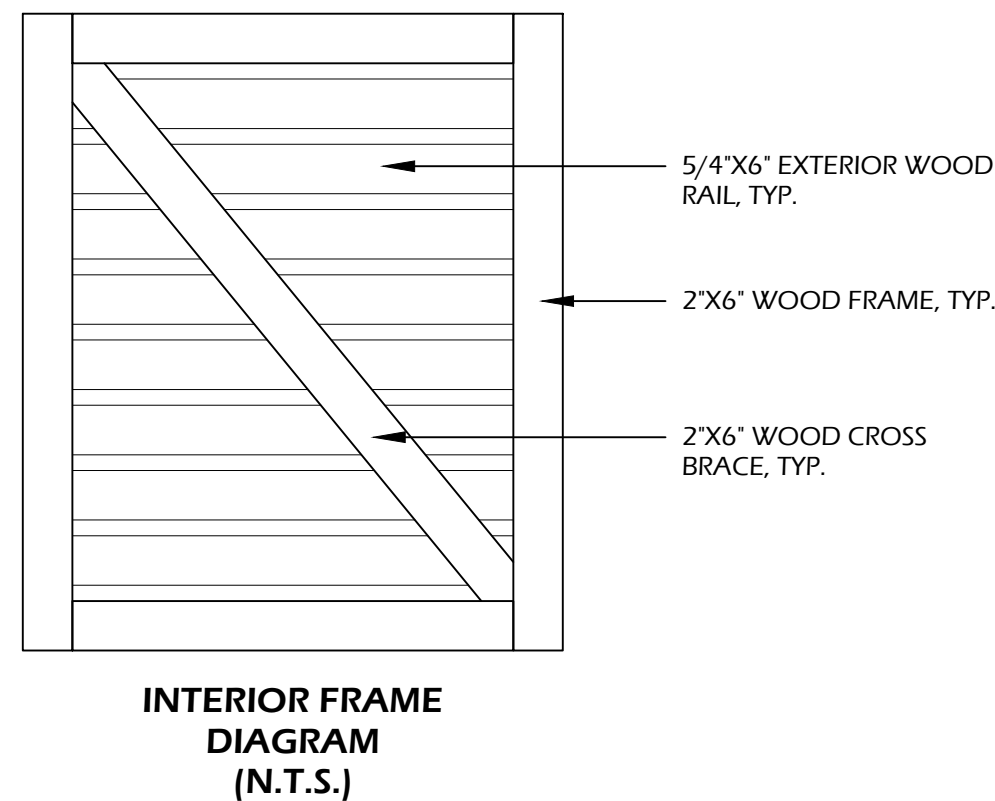 5/4"X6" EXTERIOR WOOD
RAIL, TYP.
2"X6" WOOD FRAME, TYP.
2"X6" WOOD CROSS
BRACE, TYP.
INTERIOR FRAME
DIAGRAM
(N.T.S.)